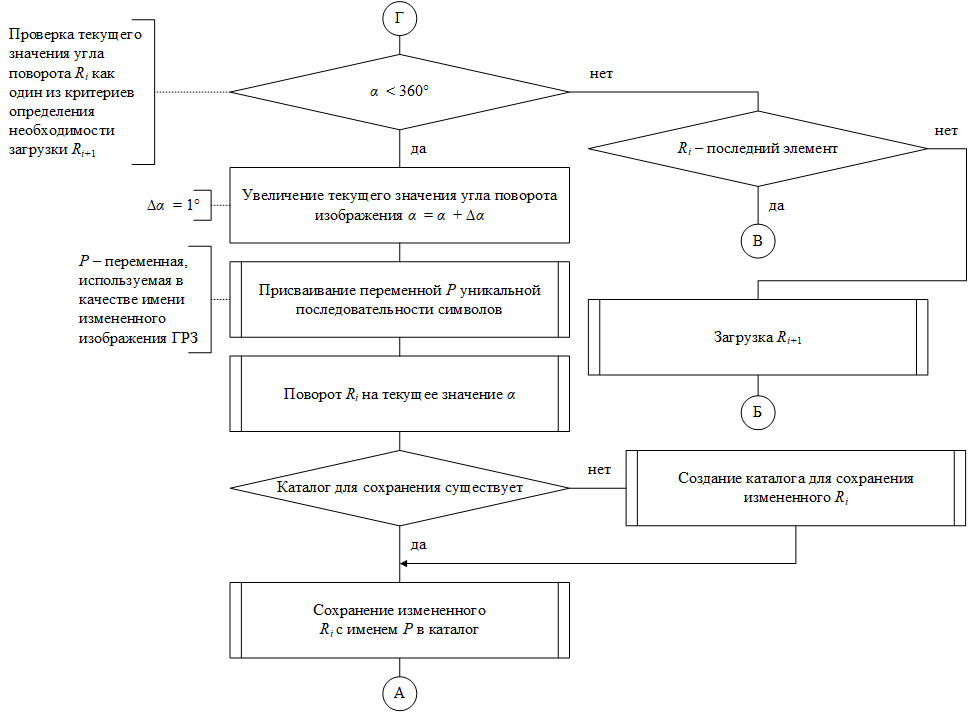 Г
Проверка текущего
значения угла
поворота Ri как
один из критериев
определения
необходимости
загрузки Ri+1
α < 360°
нет
да
Ri – последний элемент
нет
да
В
Δα = 1°
Увеличение текущего значения угла поворота
изображения α = α + Δα
P – переменная,
используемая в
качестве имени
измененного
изображения ГРЗ
Присваивание переменной P уникальной
последовательности символов
Загрузка Ri+1
Б
Поворот Ri на текущее значение α
Каталог для сохранения существует
нет
да
Создание каталога для сохранения
измененного Ri
Сохранение измененного
Ri с именем P в каталог
А